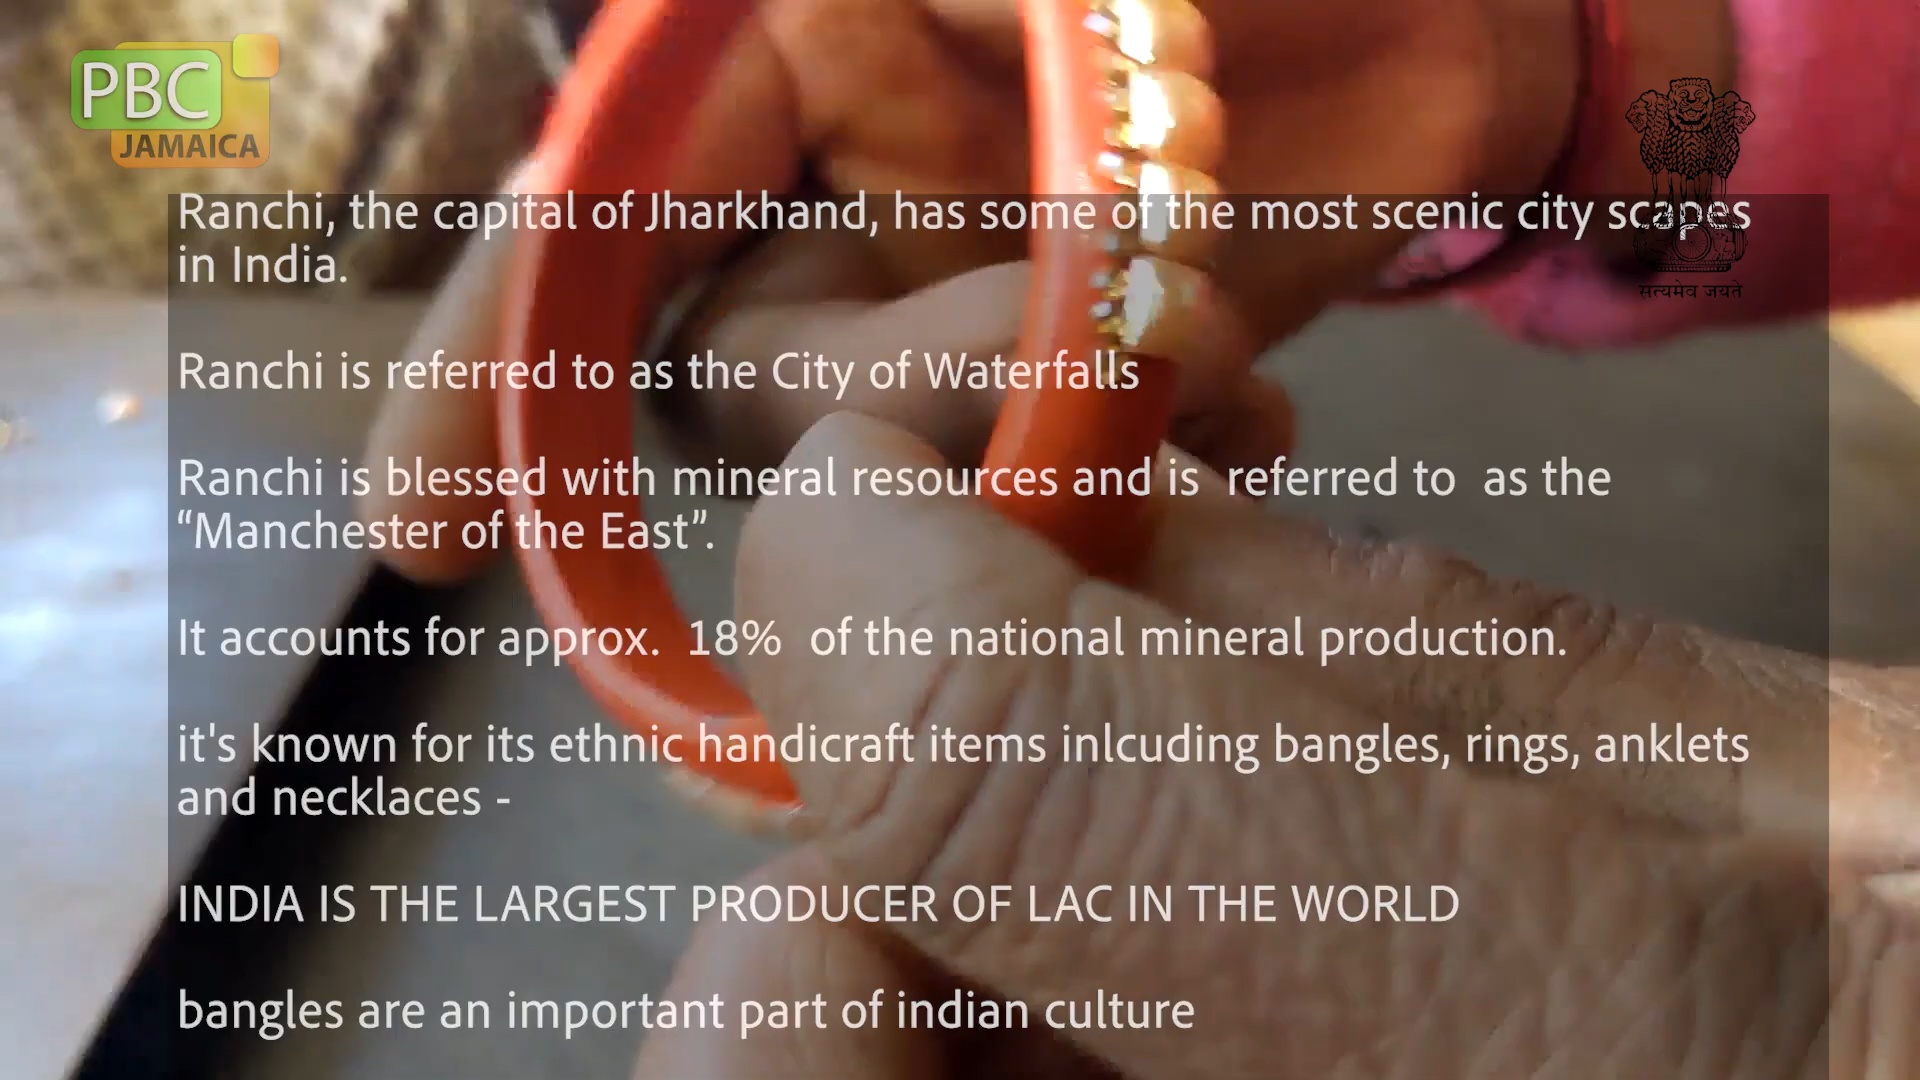 PBC
JAMAICA
Ranchi, the capital of Jharkhand, has some of the most scenic city scapes
in India.
सत्यमेव जयते
Ranchi is referred to as the City of Waterfalls
Ranchi is blessed with mineral resources and is  referred to  as the
“Manchester of the East”.
It accounts for approx.  18%  of the national mineral production.
it's known for its ethnic handicraft items inlcuding bangles, rings, anklets
and necklaces -
INDIA IS THE LARGEST PRODUCER OF LAC IN THE WORLD
bangles are an important part of indian culture